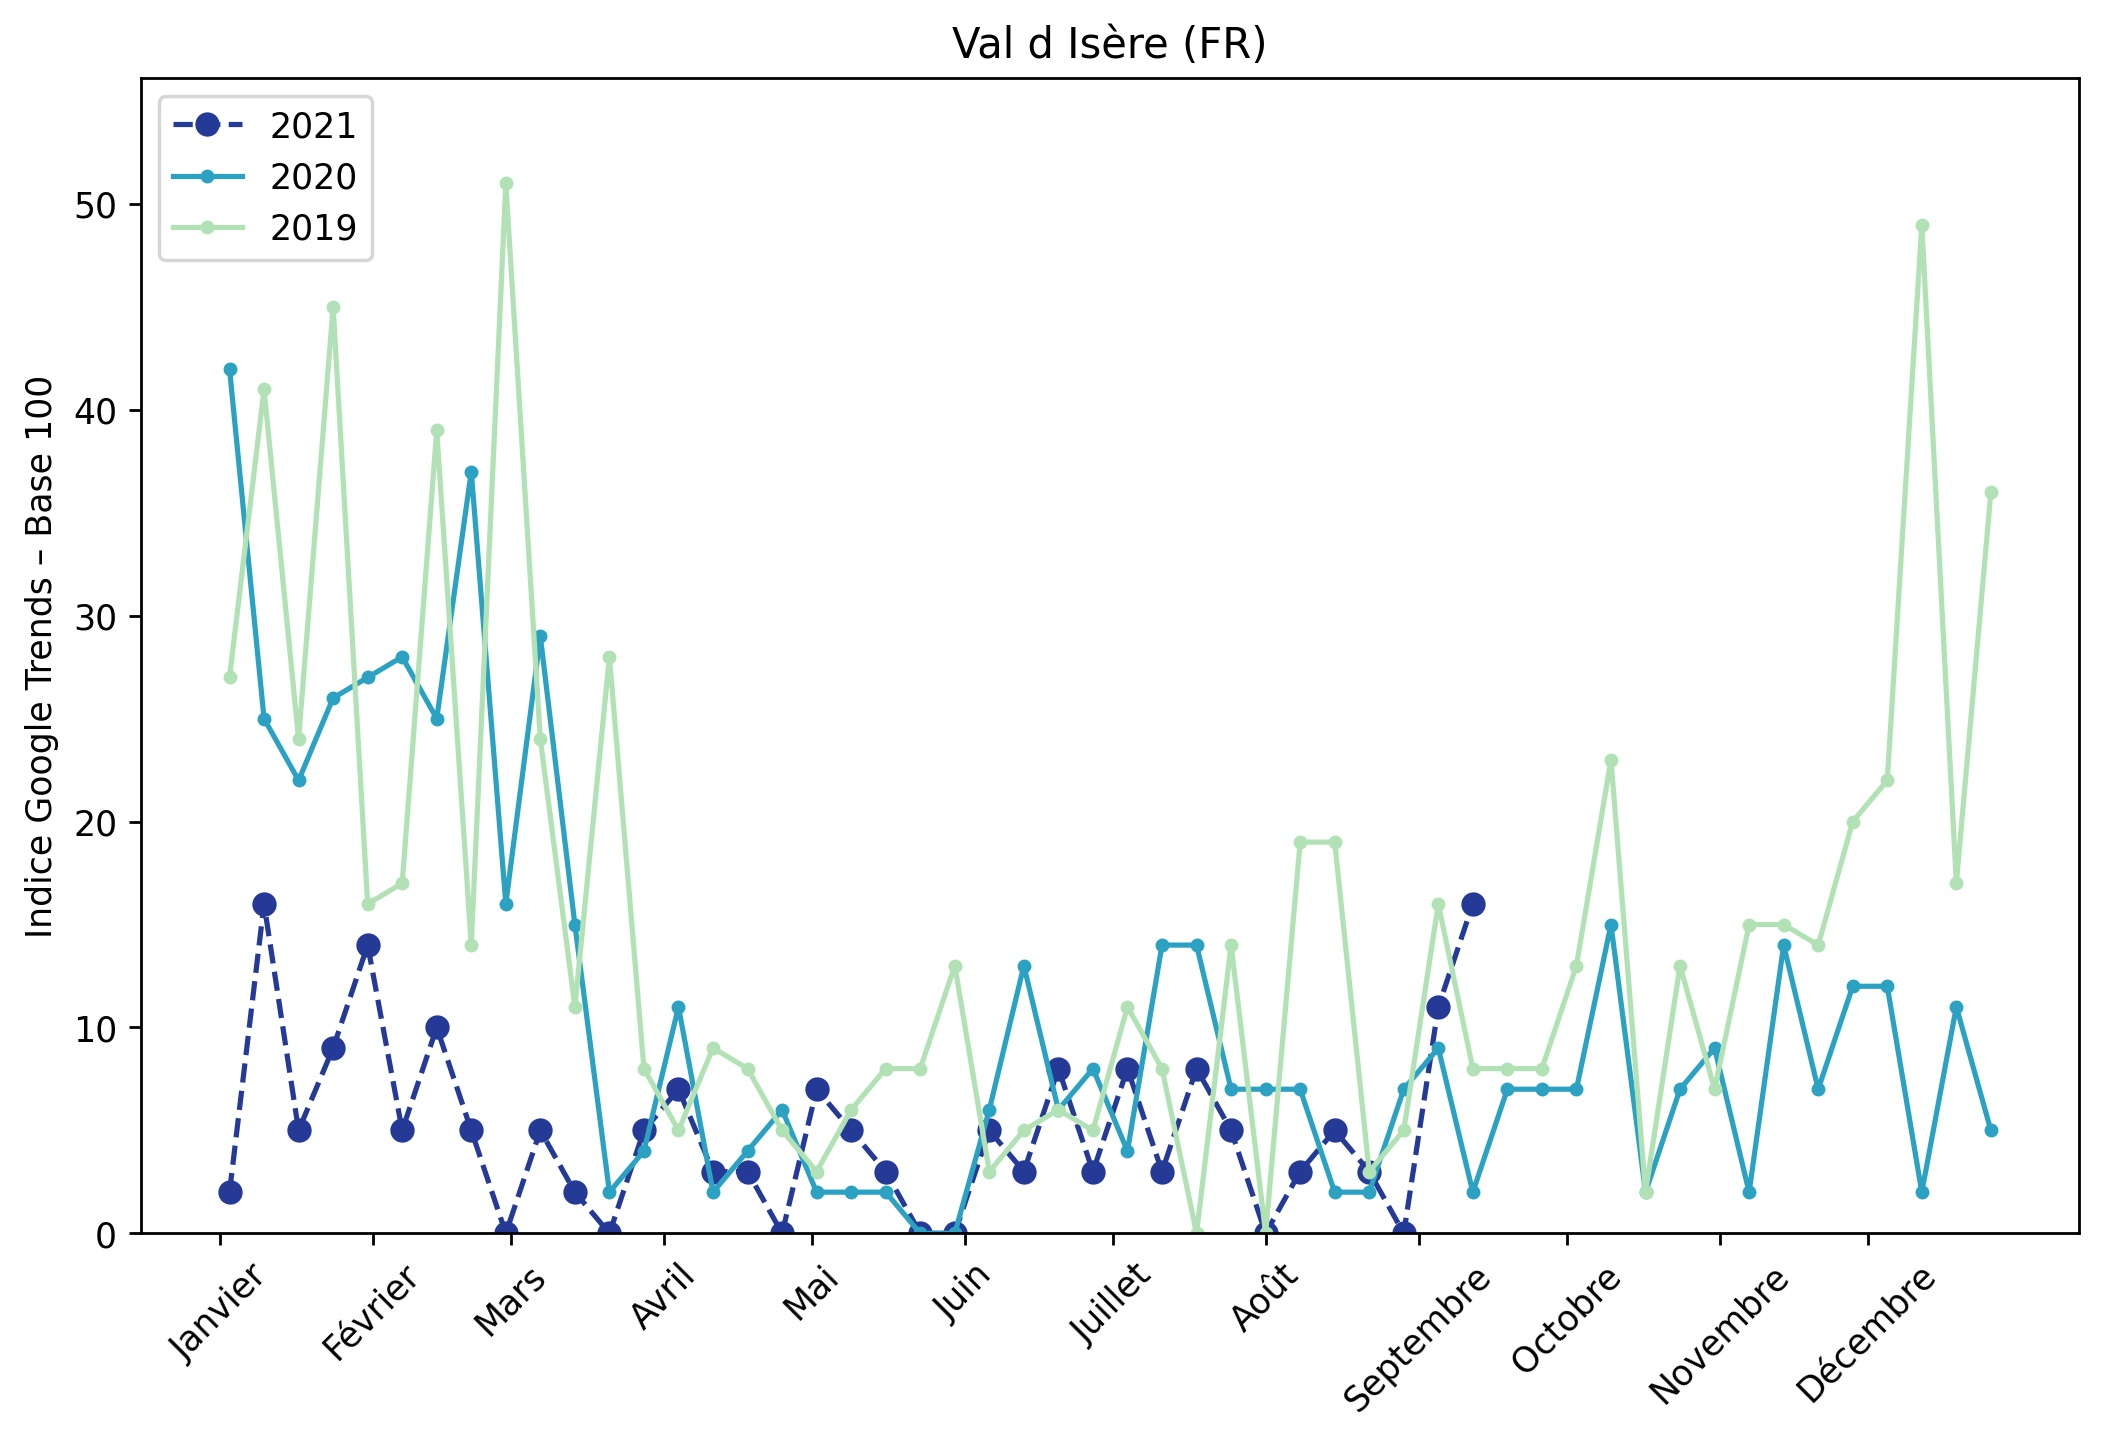 Val d Isère (FR)
2021
2020
2019
Indice Google Trends – Base 100
50
40
30
20
10
0
Janvier
Février
Mars
Avril
Mai
Juin
Juillet
Août
Septembre
Octobre
Novembre
Décembre